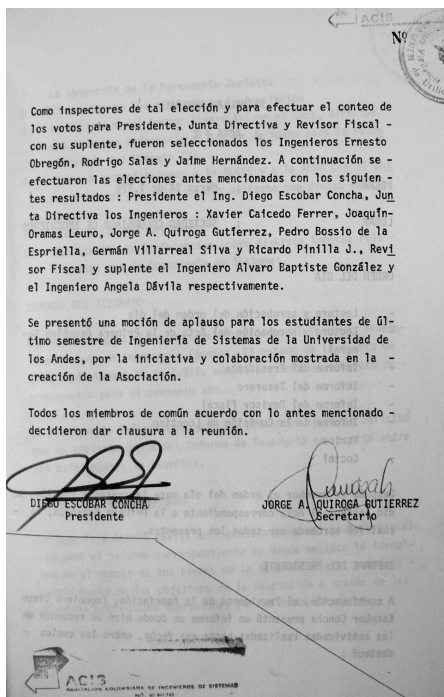 ACIS
Nº
Como inspectores de tal elección y para efectuar el conteo de
los votos para Presidente, Junta Directiva y Revisor Fiscal -
con su suplente, fueron seleccionados los Ingenieros Ernesto
Obregón, Rodrigo Salas y Jaime Hernández. A continuación se -
efectuaron las elecciones antes mencionadas con los siguien -
tes resultados : Presidente el Ing. Diego Escobar Concha, Jun
ta Directiva los Ingenieros : Xavier Caicedo Ferrer, Joaquín-
Oramas Leuro, Jorge A. Quiroga Gutíerrez, Pedro Bossio de la
Espriella, Germán Villarreal Silva y Ricardo Pinilla J., Revi
sor Fiscal y suplente el Ingeniero Alvaro Baptiste González y
el Ingeniero Angela Dávila respectivamente.
Se presentó una moción de aplauso para los estudiantes de úl-
timo semestre de Ingeniería de Sistemas de la Universidad de
los Andes, por la iniciativa y colaboración mostrada en la -
creación de la Asociación.
Todos los miembros de común acuerdo con lo antes mencionado -
decidieron dar clausura a la reunión.
DIEGO ESCOBAR CONCHA
Presidente
JORGE A. QUIROGA GUTIERREZ
Secretario
ACIS
ASOCIACION COLOMBIANA DE INGENIEROS DE SISTEMAS